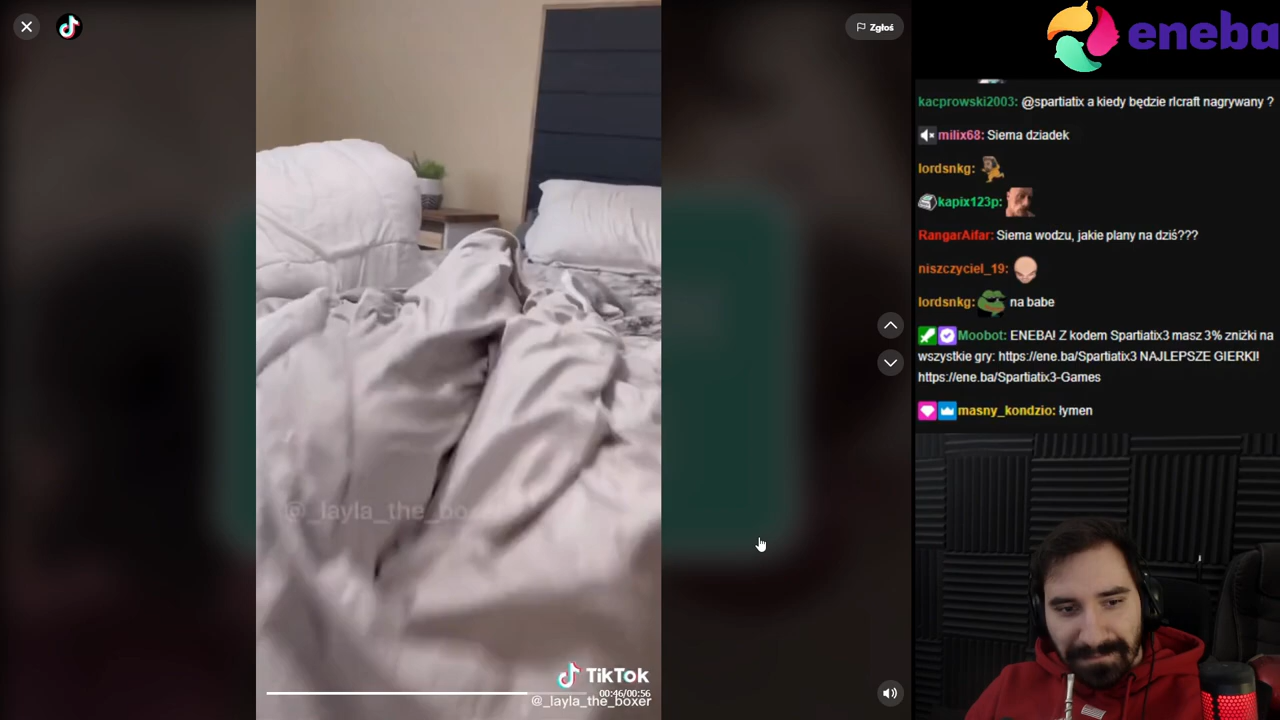 Zgłoś
eneba
kacprowski2003: @spartiatix a kiedy będzie rlcraft nagrywany ?
milix68: Siema dziadek
lordsnkg:
kapix123p:
RangarAifar: Siema wodzu, jakie plany na dziś???
niszczyciel_19:
lordsnkg: na babe
Moobot: ENEBA! Z kodem Spartiatix3 masz 3% zniżki na
wszystkie gry: https://ene.ba/Spartiatix3 NAJLEPSZE GIERKI!
https://ene.ba/Spartiatix3-Games
masny_kondzio: łymen
@_layla_the_boxer
TikTok
00:46/00:56
@_layla_the_boxer